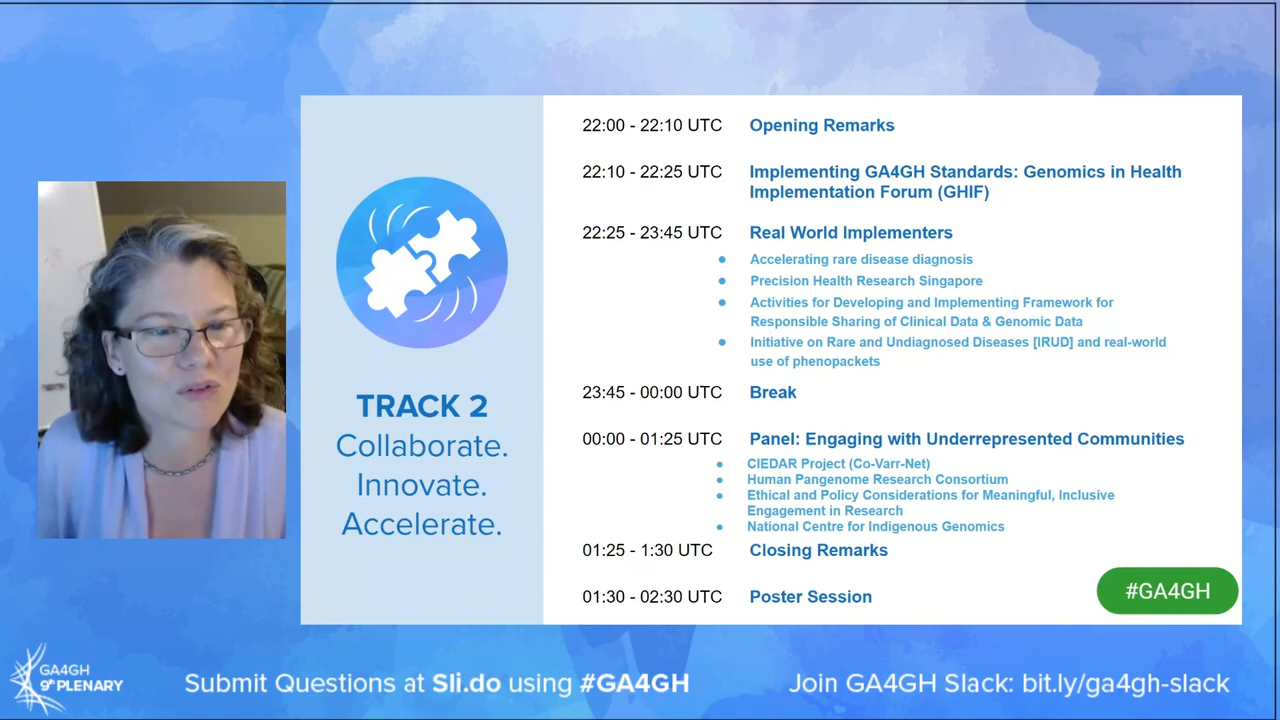 22:00 - 22:10 UTC Opening Remarks
22:10 - 22:25 UTC Implementing GA4GH Standards: Genomics in Health
Implementation Forum (GHIF)
22:25 - 23:45 UTC Real World Implementers
• Accelerating rare disease diagnosis
• Precision Health Research Singapore
• Activities for Developing and Implementing Framework for
Responsible Sharing of Clinical Data & Genomic Data
• Initiative on Rare and Undiagnosed Diseases [IRUD] and real-world
use of phenopackets
23:45 - 00:00 UTC Break
00:00 - 01:25 UTC Panel: Engaging with Underrepresented Communities
• CIEDAR Project (Co-Varr-Net)
• Human Pangenome Research Consortium
• Ethical and Policy Considerations for Meaningful, Inclusive
Engagement in Research
• National Centre for Indigenous Genomics
01:25 - 1:30 UTC Closing Remarks
01:30 - 02:30 UTC Poster Session
TRACK 2
Collaborate.
Innovate.
Accelerate.
#GA4GH
GA4GH
9th PLENARY
Submit Questions at Sli.do using #GA4GH
Join GA4GH Slack: bit.ly/ga4gh-slack